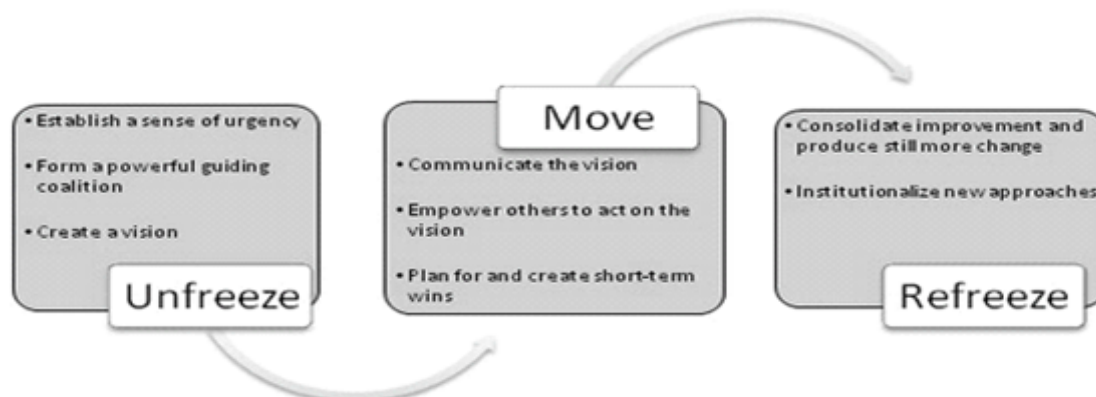 • Establish a sense of urgency
• Form a powerful guiding
coalition
• Create a vision
Unfreeze
Move
• Communicate the vision
• Empower others to act on the
vision
• Plan for and create short-term
wins
• Consolidate improvement and
produce still more change
• Institutionalize new approaches
Refreeze